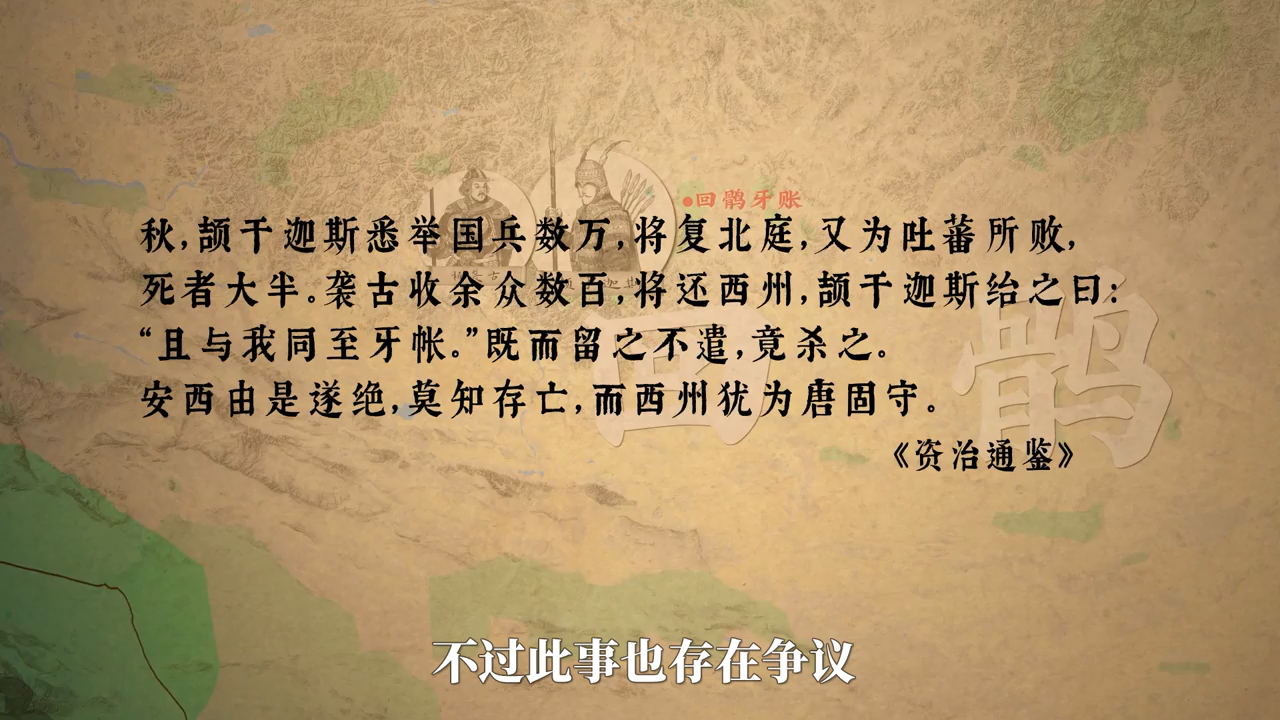 回鹘牙账
秋，颉干迦斯悉举国兵数万，将复北庭，又为吐蕃所败，
死者大半。袭古收余众数百，将还西州，颉干迦斯绐之曰：
“且与我同至牙帐。”既而留之不遣，竟杀之。
安西由是遂绝，莫知存亡，而西州犹为唐固守。
《资治通鉴》
回鹘
不过此事也存在争议